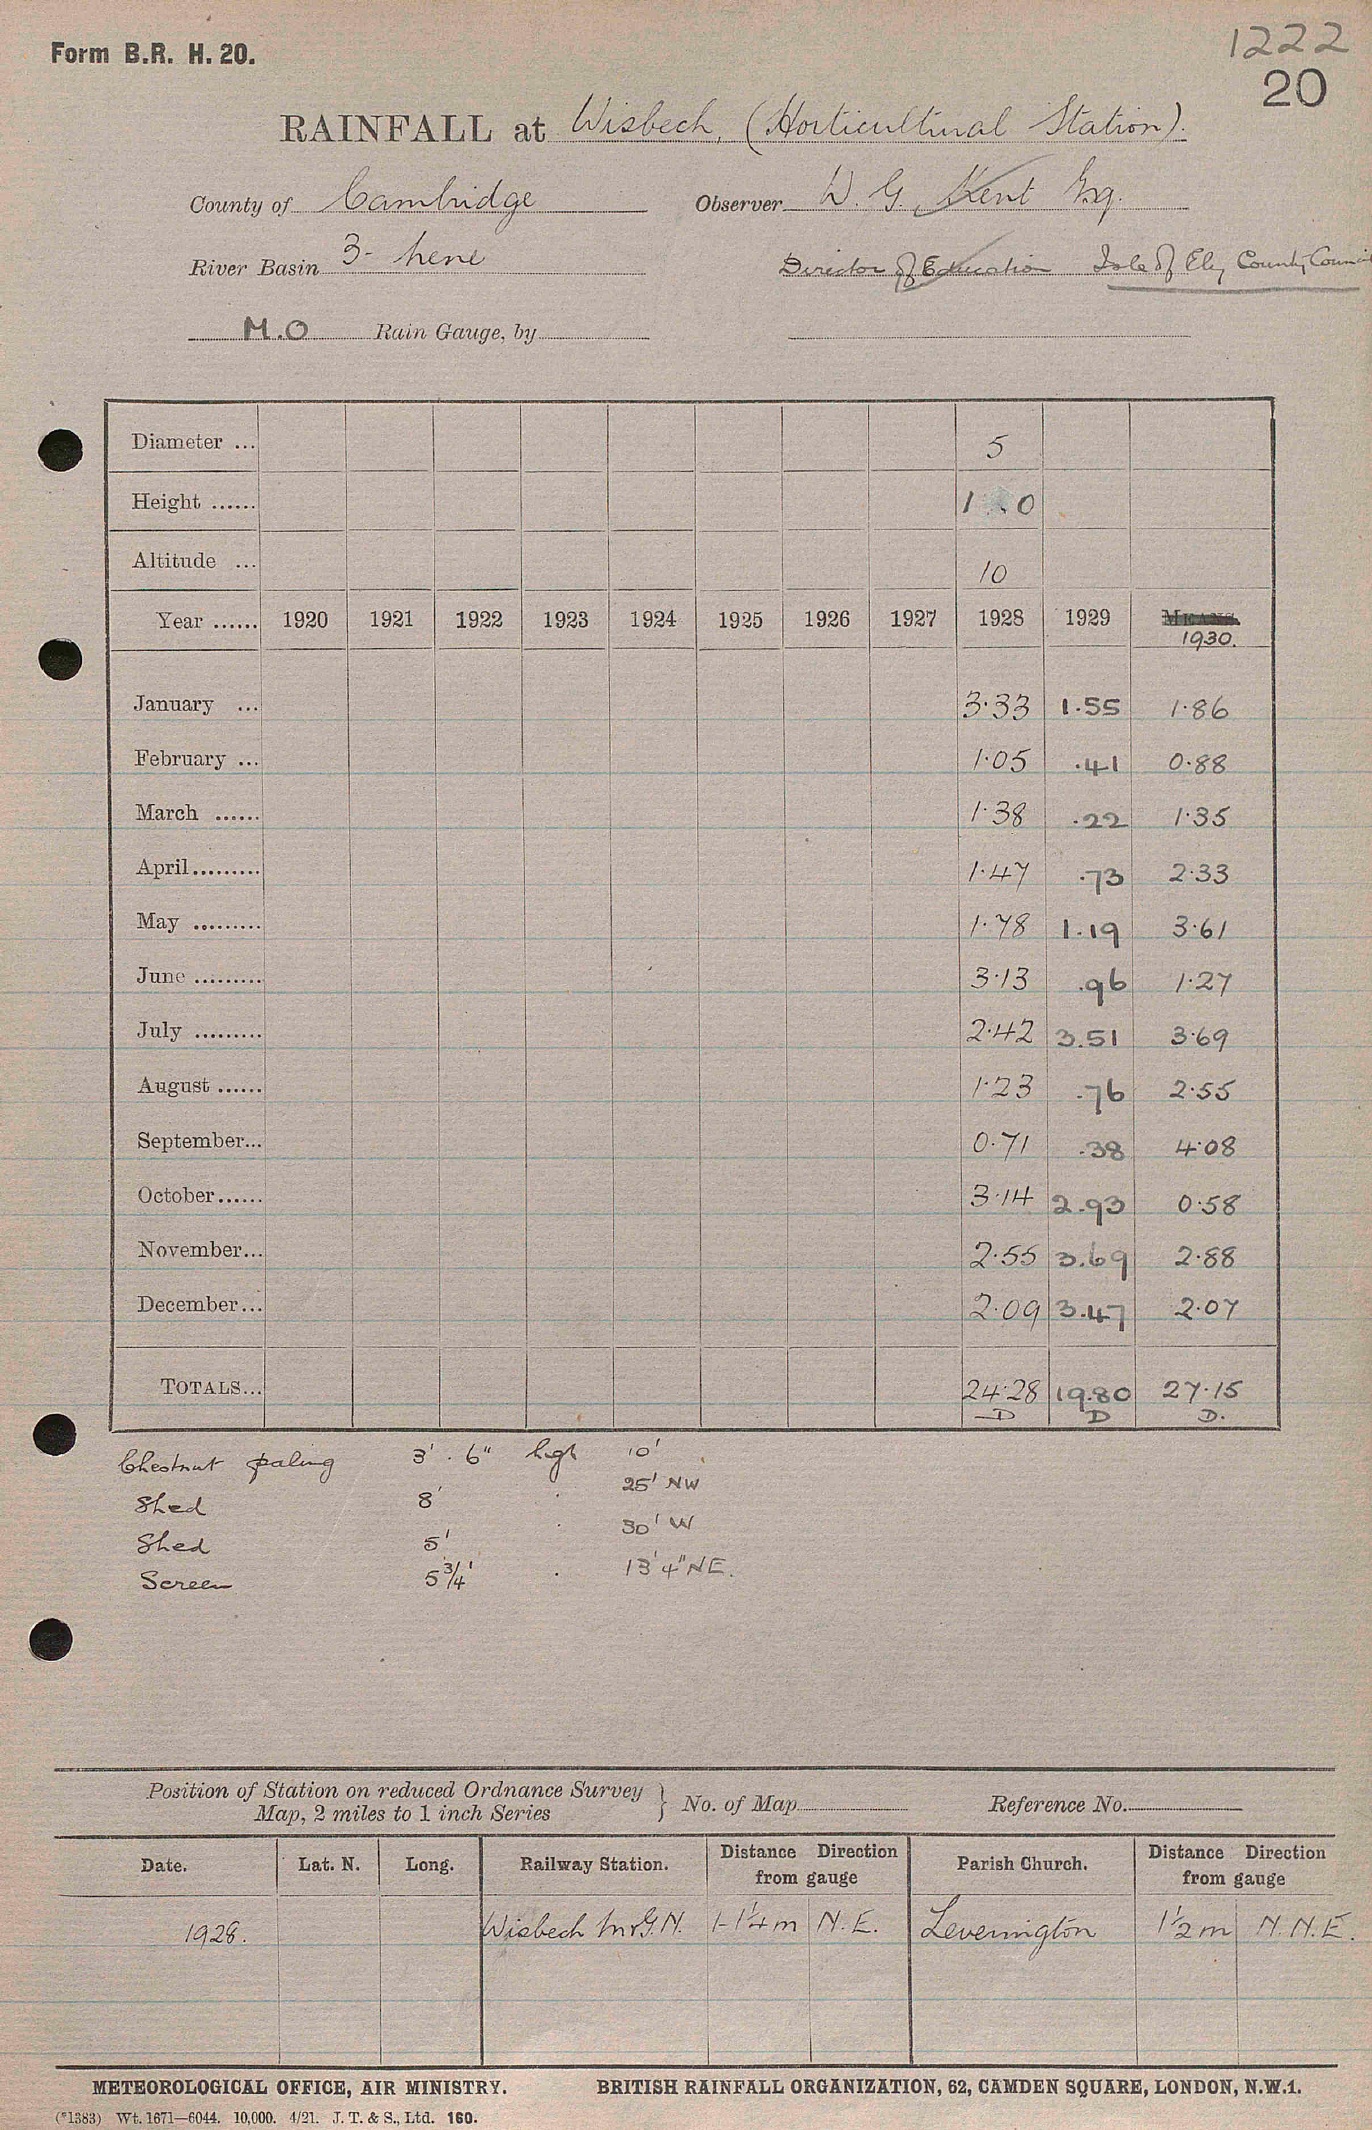 Form B.R. H. 20.
1222
20
RAINFALL at Wisbech, (Horticultural Station).
County of Cambridge Observer W. G. Kent Esq.
River Basin 3- Nene Director of Education Isle of Ely County Council
M.O Rain Gauge, by
Diameter ... 5
Height ...... 1 0
Altitude ... 10
Year ...... 1920 1921 1922 1923 1924 1925 1926 1927 1928 1929 MEANS. 1930.
January ... 3·33 1.55 1·86
February ... 1·05 .41 0·88
March ...... 1·38 .22 1·35
April......... 1·47 .73 2·33
May ......... 1·78 1.19 3·61
June ......... 3·13 .96 1·27
July ......... 2·42 3.51 3·69
August ...... 1·23 .76 2·55
September... 0·71 .38 4·08
October...... 3·14 2.93 0·58
November... 2·55 3.69 2·88
December... 2·09 3.47 2·07
TOTALS... 24·28 19.80 27·15
D D D.
Chestnut paling 3' . 6" high 10'
Shed 8' . 25' NW
Shed 5' . 30' W
Screen 5 3/4' . 13' 4" NE.
Position of Station on reduced Ordnance Survey
Map, 2 miles to 1 inch Series } No. of Map Reference No.
Date. Lat. N. Long. Railway Station. Distance Direction from gauge Parish Church. Distance Direction from gauge
1928. Wisbech M&G.N. 1-1¼ m N.E. Leverington 1½ m N.N.E.
METEOROLOGICAL OFFICE, AIR MINISTRY. BRITISH RAINFALL ORGANIZATION, 62, CAMDEN SQUARE, LONDON, N.W.1.
(*1383) Wt. 1671—6044. 10,000. 4/21. J. T. & S., Ltd. 160.